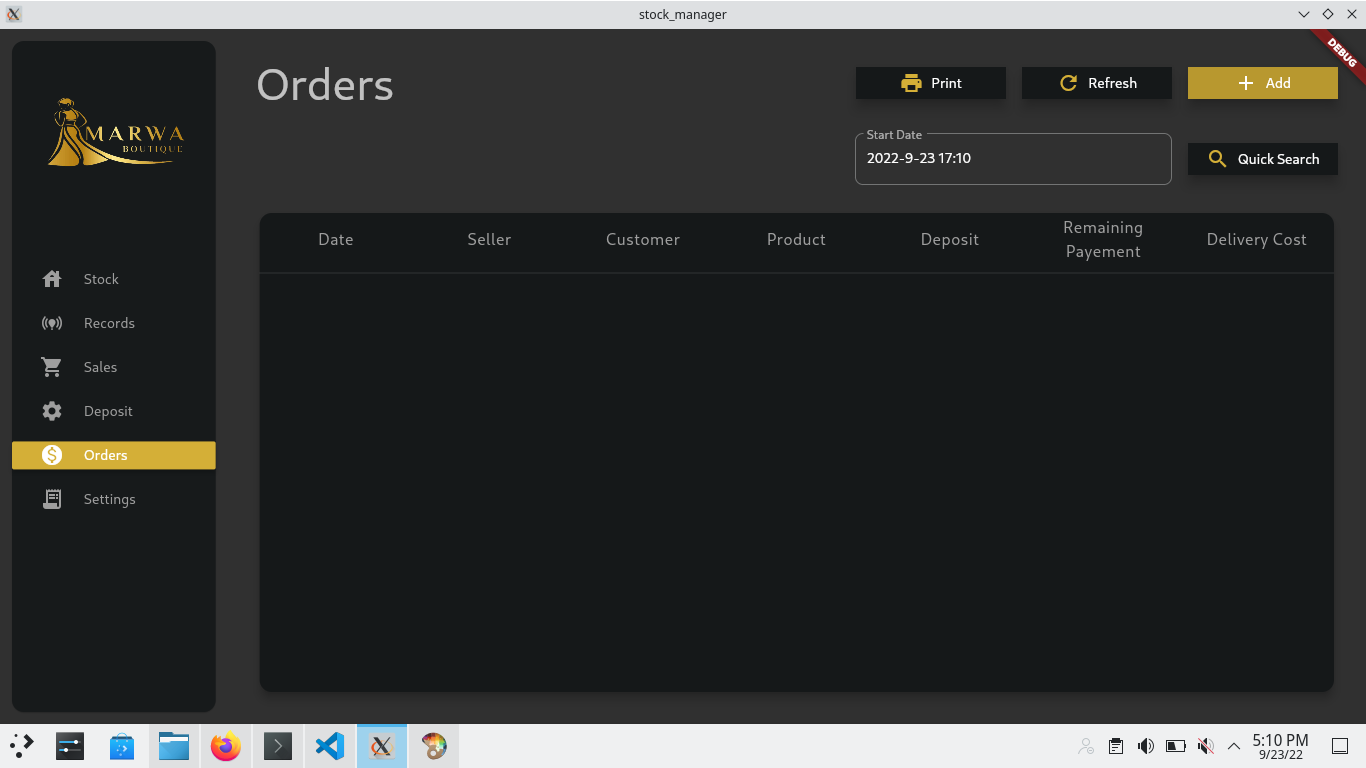 stock_manager
DEBUG
MARWA
BOUTIQUE
Stock
Records
Sales
Deposit
Orders
Settings
Orders
Print
Refresh
Add
Start Date
2022-9-23 17:10
Quick Search
Date
Seller
Customer
Product
Deposit
Remaining
Payement
Delivery Cost
5:10 PM
9/23/22